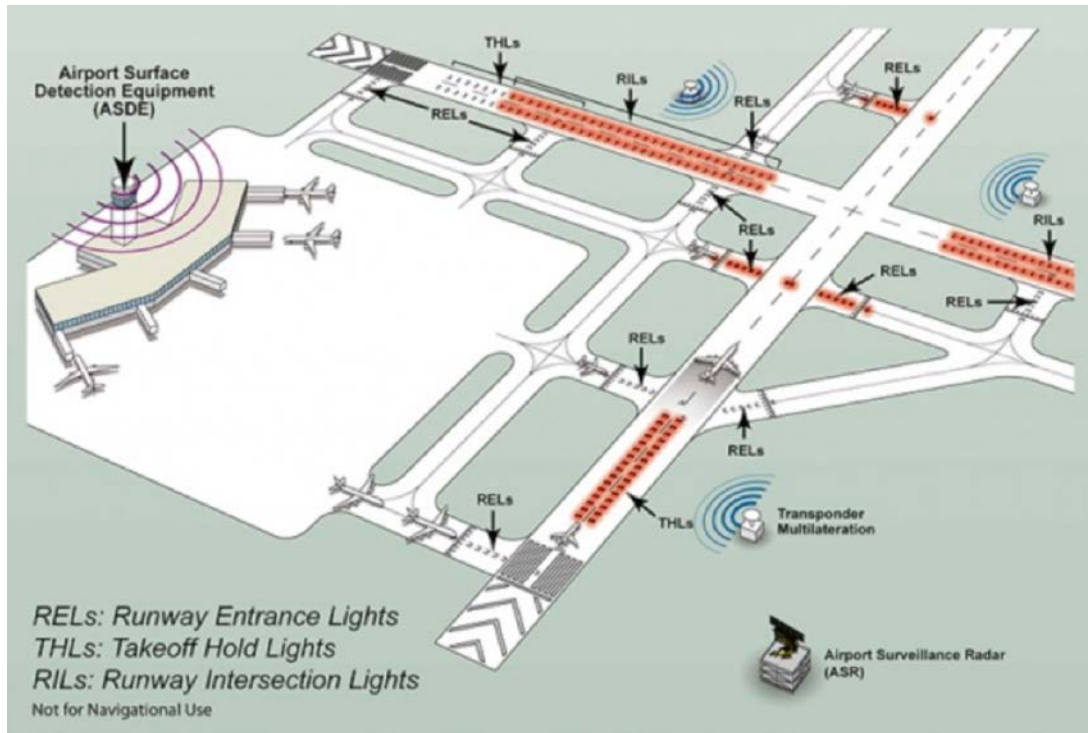 THLs
Airport Surface
Detection Equipment
(ASDE)
RELs
RILs
RELs
RELs
RELs
RILs
RELs
RELs
RELs
RELs
RELs
THLs
Transponder
Multilateration
RELs
RELs: Runway Entrance Lights
THLs: Takeoff Hold Lights
RILs: Runway Intersection Lights
Not for Navigational Use
Airport Surveillance Radar
(ASR)